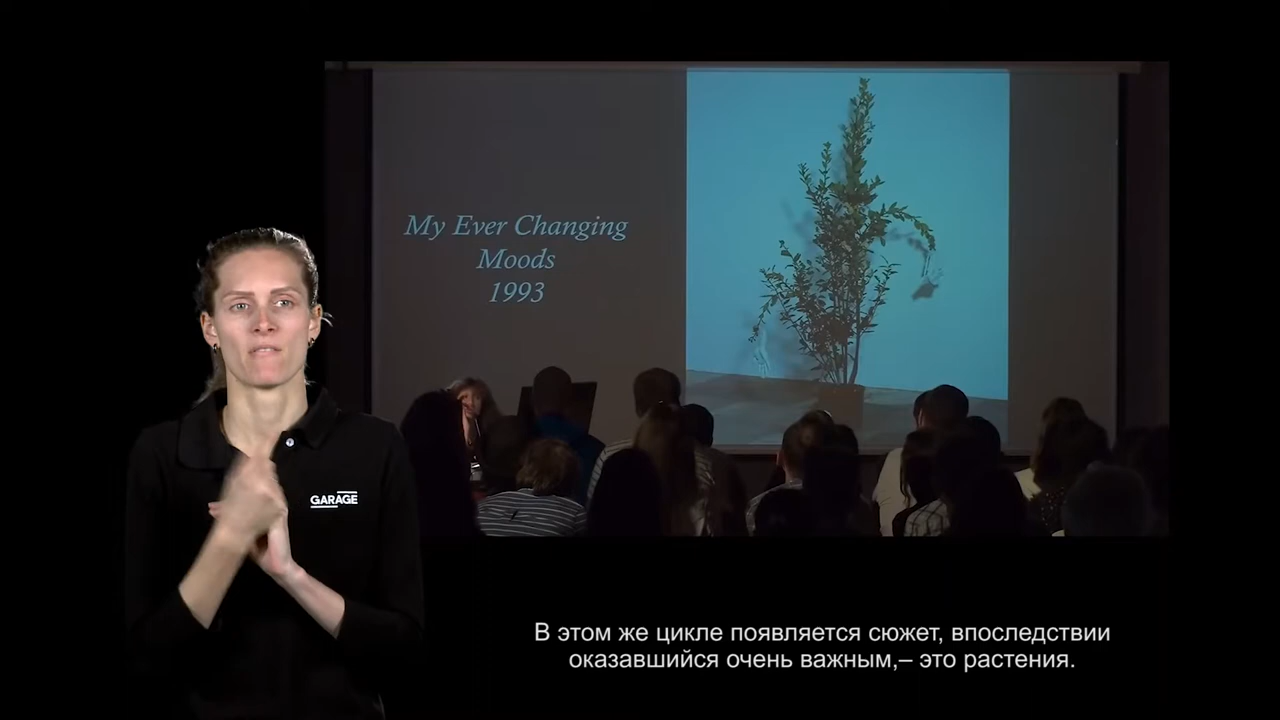 My Ever Changing
Moods
1993
GARAGE
В этом же цикле появляется сюжет, впоследствии
оказавшийся очень важным,– это растения.